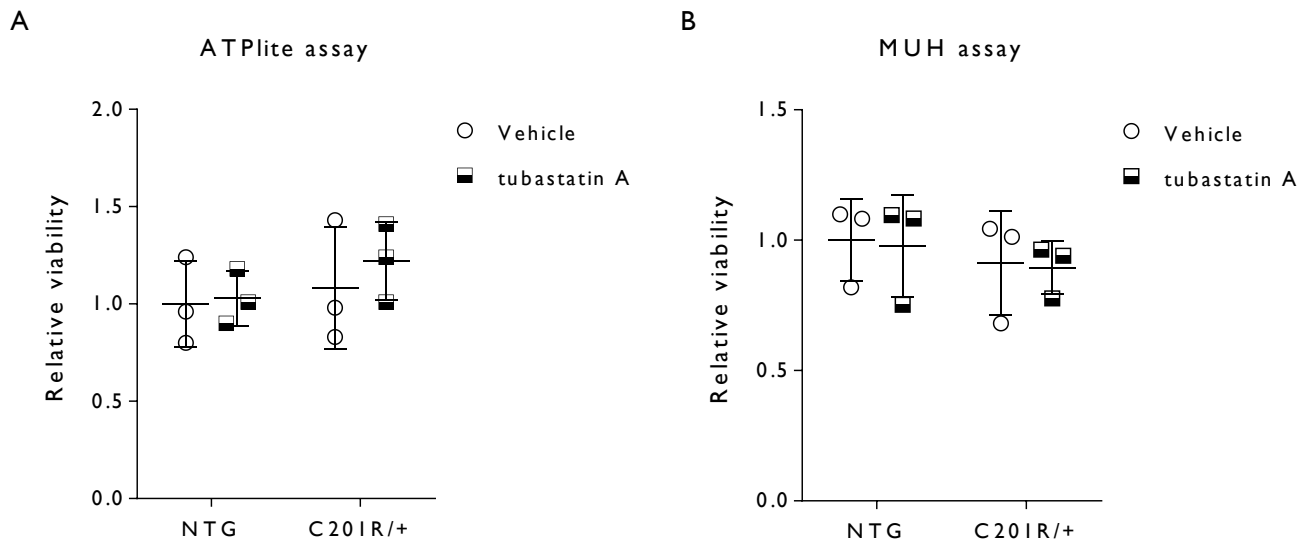 A
ATPlite assay
Relative viability
2.0
1.5
1.0
0.5
0.0
NTG
C201R/+
Vehicle
tubastatin A
B
MUH assay
Relative viability
1.5
1.0
0.5
0.0
NTG
C201R/+
Vehicle
tubastatin A